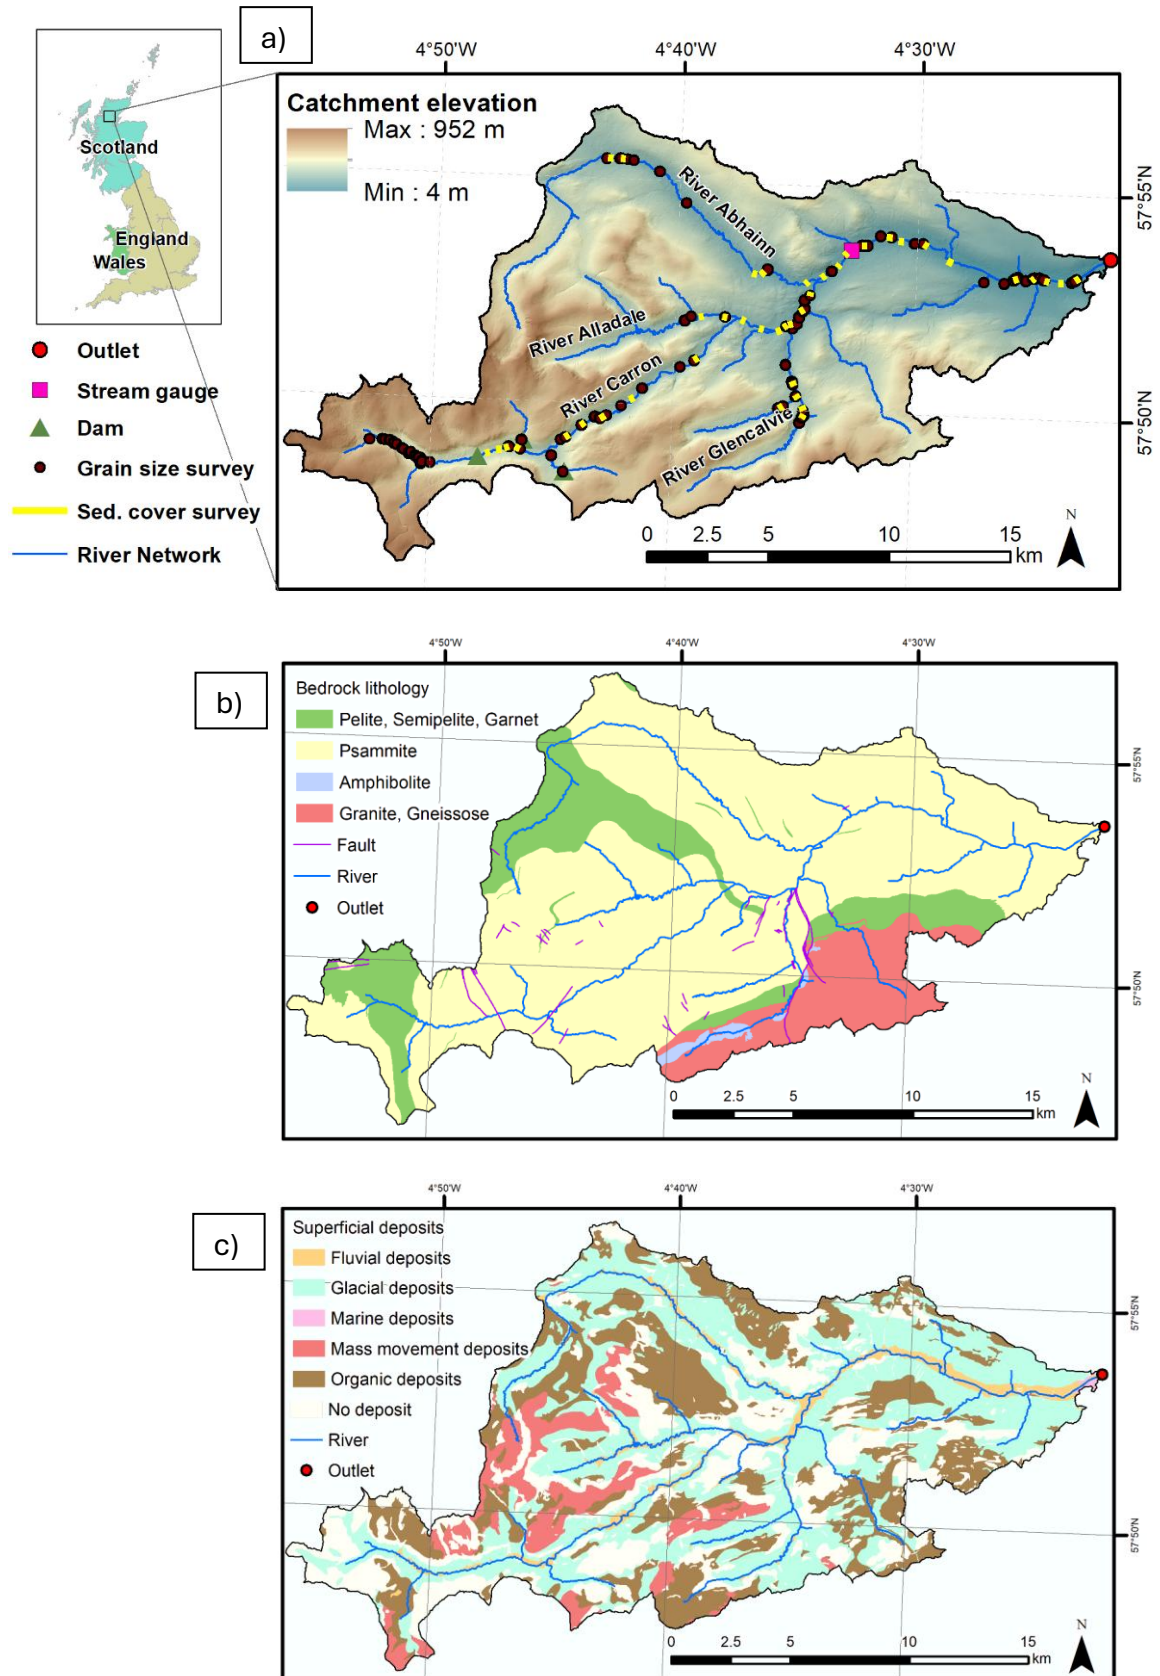 a)
4°50'W
4°40'W
4°30'W
Catchment elevation
Max : 952 m
Min : 4 m
Scotland
England
Wales
River Abhainn
River Alladale
River Carron
River Glencalvie
57°55'N
57°50'N
Outlet
Stream gauge
Dam
Grain size survey
Sed. cover survey
River Network
0
2.5
5
10
15
km
N
b)
4°50'W
4°40'W
4°30'W
Bedrock lithology
Pelite, Semipelite, Garnet
Psammite
Amphibolite
Granite, Gneissose
Fault
River
Outlet
57°55'N
57°50'N
0
2.5
5
10
15
km
N
c)
4°50'W
4°40'W
4°30'W
Superficial deposits
Fluvial deposits
Glacial deposits
Marine deposits
Mass movement deposits
Organic deposits
No deposit
River
Outlet
57°55'N
57°50'N
0
2.5
5
10
15
km
N